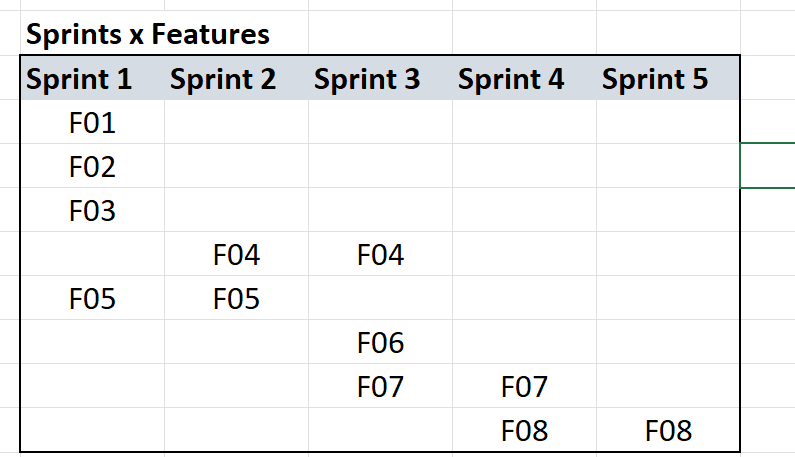 Sprints x Features
Sprint 1 Sprint 2 Sprint 3 Sprint 4 Sprint 5
F01
F02
F03
F04 F04
F05 F05
F06
F07 F07
F08 F08